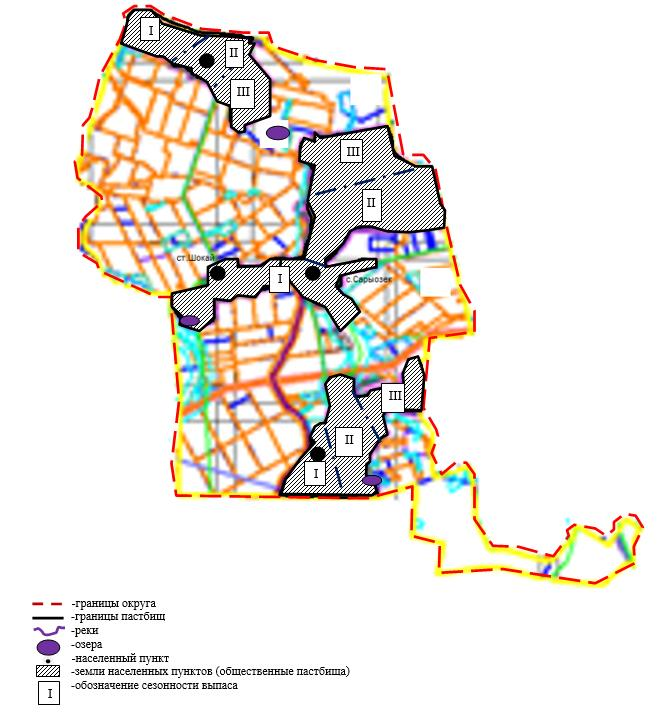 I
II
III
III
II
ст.Шокай
I
с.Сарыозек
III
II
I
-границы округа
-границы пастбищ
-реки
-озера
-населенный пункт
-земли населенных пунктов (общественные пастбища)
I -обозначение сезонности выпаса